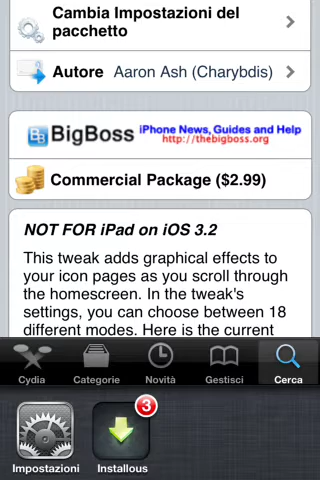 Cambia Impostazioni del
pacchetto
Autore Aaron Ash (Charybdis)
BB BigBoss iPhone News, Guides and Help
http://thebigboss.org
Commercial Package ($2.99)
NOT FOR iPad on iOS 3.2
This tweak adds graphical effects to
your icon pages as you scroll through
the homescreen. In the tweak's
settings, you can choose between 18
different modes. Here is the current
Cydia Categorie Novità Gestisci Cerca
3
Impostazioni Installous